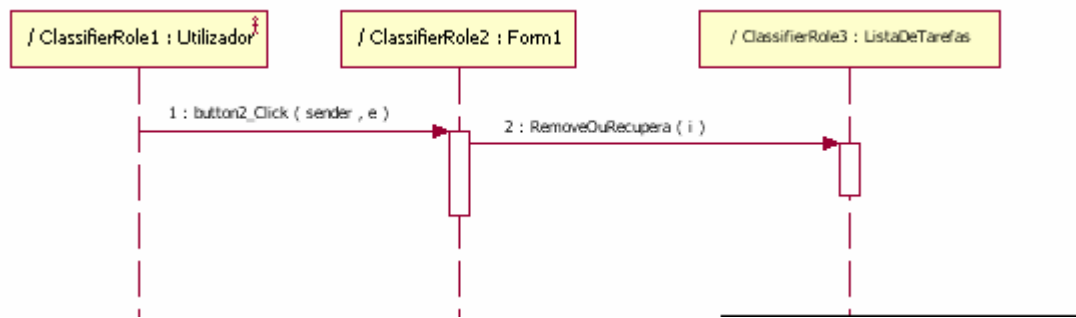 / ClassifierRole1 : Utilizador
/ ClassifierRole2 : Form1
/ ClassifierRole3 : ListaDeTarefas
1 : button2_Click ( sender , e )
2 : RemoveOuRecupera ( i )